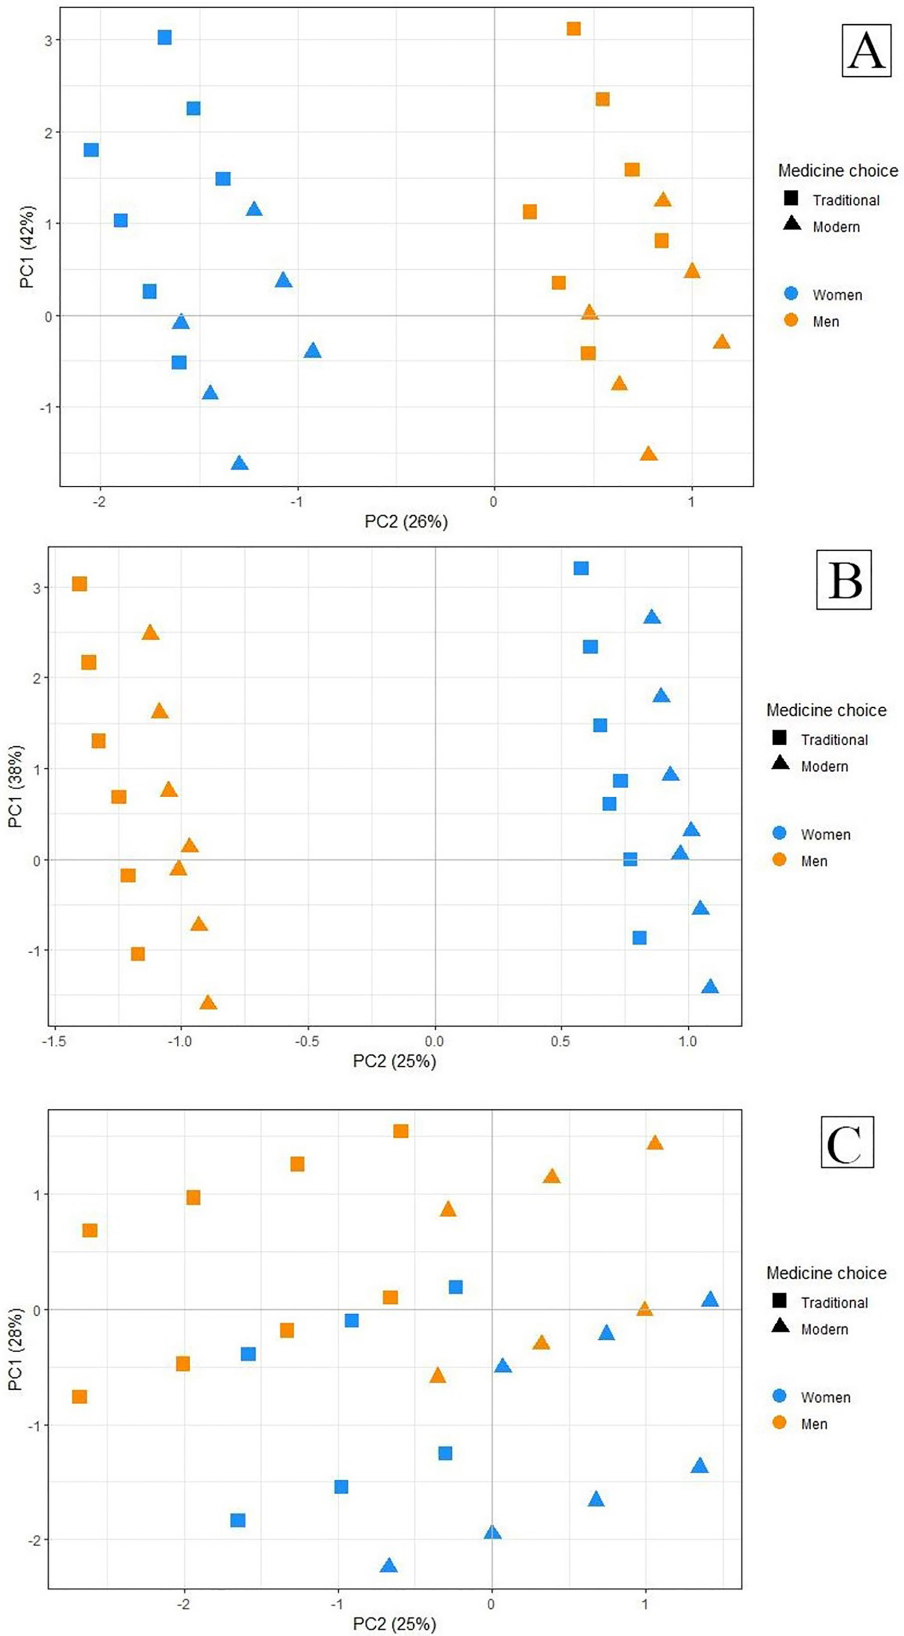 A
3
2
1
0
-1
PC1 (42%)
-2
-1
0
1
PC2 (26%)
Medicine choice
Traditional
Modern
Women
Men
B
3
2
1
0
-1
PC1 (38%)
-1.5
-1.0
-0.5
0.0
0.5
1.0
PC2 (25%)
Medicine choice
Traditional
Modern
Women
Men
C
1
0
-1
-2
PC1 (28%)
-2
-1
0
1
PC2 (25%)
Medicine choice
Traditional
Modern
Women
Men